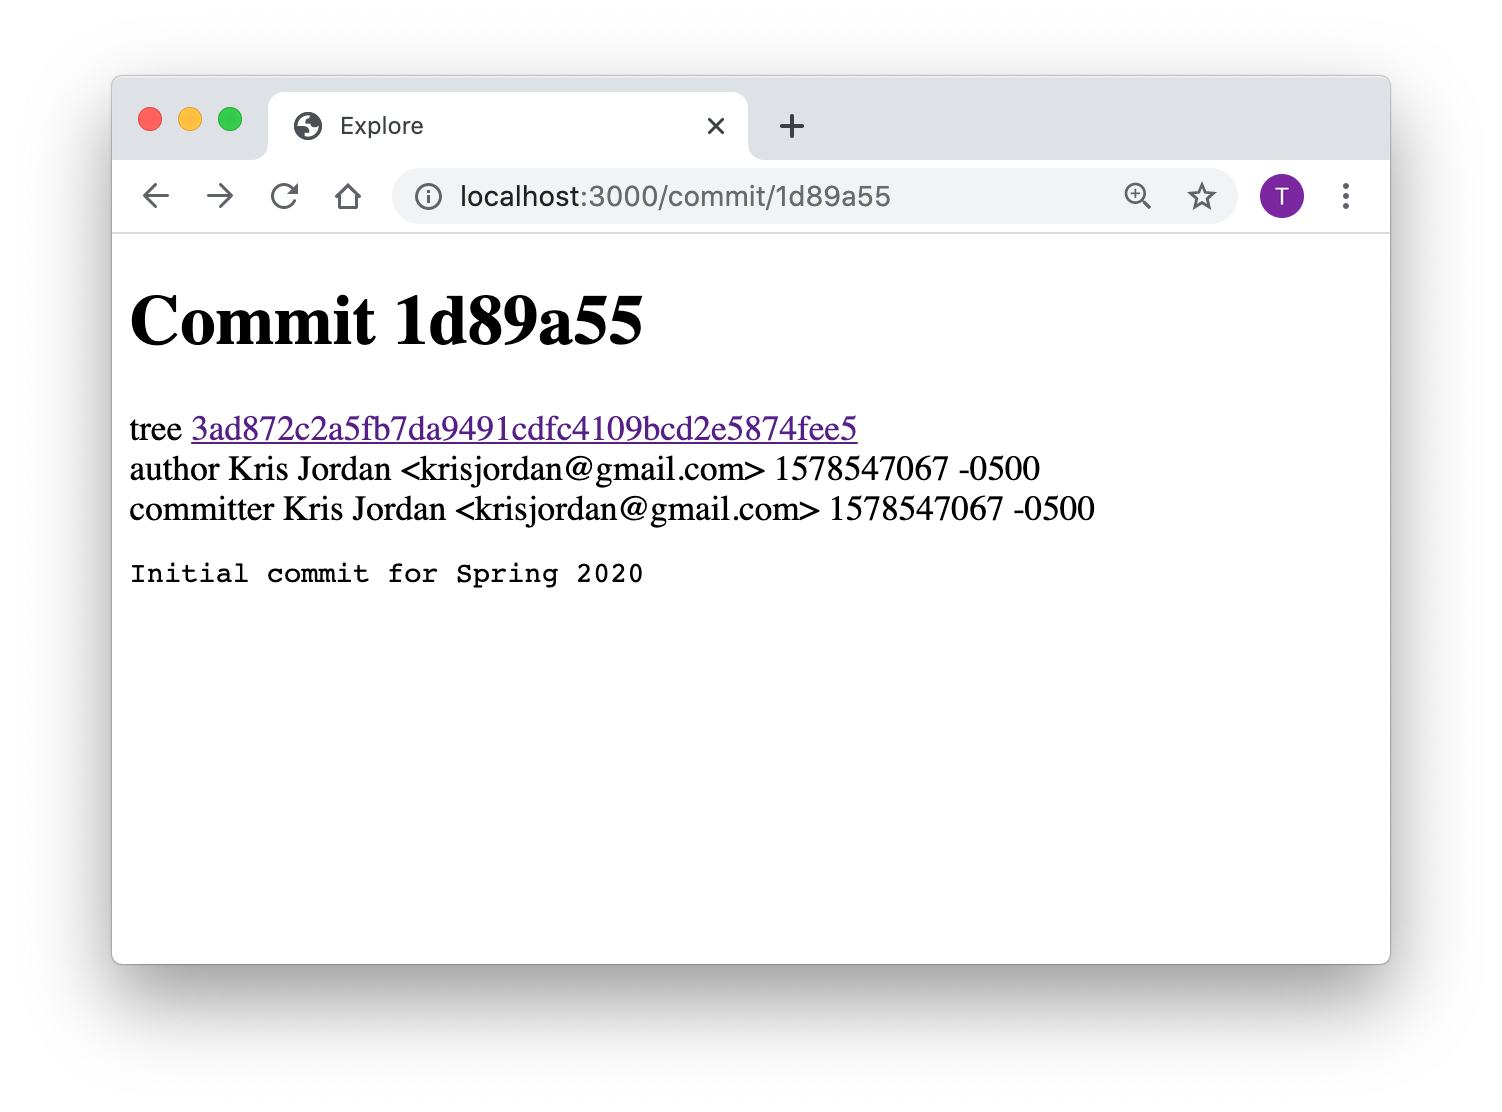 Explore
localhost:3000/commit/1d89a55
T
Commit 1d89a55
tree 3ad872c2a5fb7da9491cdfc4109bcd2e5874fee5
author Kris Jordan <krisjordan@gmail.com> 1578547067 -0500
committer Kris Jordan <krisjordan@gmail.com> 1578547067 -0500
Initial commit for Spring 2020